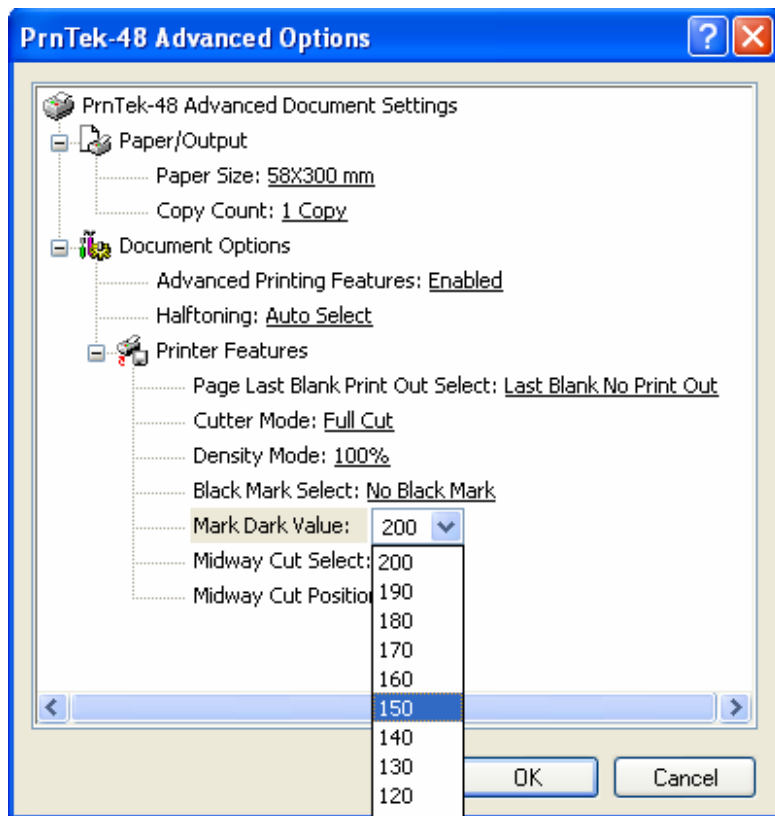 PrnTek-48 Advanced Options
PrnTek-48 Advanced Document Settings
Paper/Output
Paper Size: 58X300 mm
Copy Count: 1 Copy
Document Options
Advanced Printing Features: Enabled
Halftoning: Auto Select
Printer Features
Page Last Blank Print Out Select: Last Blank No Print Out
Cutter Mode: Full Cut
Density Mode: 100%
Black Mark Select: No Black Mark
Mark Dark Value: 200
Midway Cut Select: 200
Midway Cut Positio 190
180
170
160
150
140
130
120
OK Cancel